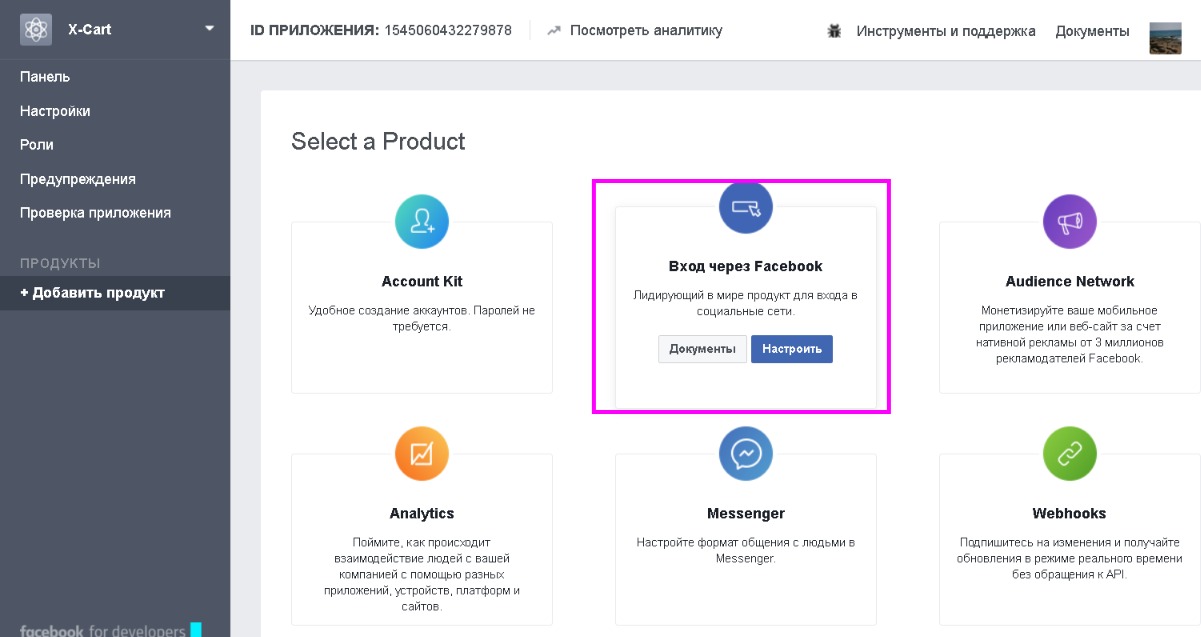 X-Cart
ID ПРИЛОЖЕНИЯ: 1545060432279878
Посмотреть аналитику
Инструменты и поддержка
Документы
Панель
Настройки
Роли
Предупреждения
Проверка приложения
ПРОДУКТЫ
+ Добавить продукт
facebook for developers
Select a Product
Account Kit
Удобное создание аккаунтов. Паролей не
требуется.
Вход через Facebook
Лидирующий в мире продукт для входа в
социальные сети.
Документы
Настроить
Audience Network
Монетизируйте ваше мобильное
приложение или веб-сайт за счет
нативной рекламы от 3 миллионов
рекламодателей Facebook.
Analytics
Поймите, как происходит
взаимодействие людей с вашей
компанией с помощью разных
приложений, устройств, платформ и
сайтов.
Messenger
Настройте формат общения с людьми в
Messenger.
Webhooks
Подпишитесь на изменения и получайте
обновления в режиме реального времени
без обращения к API.